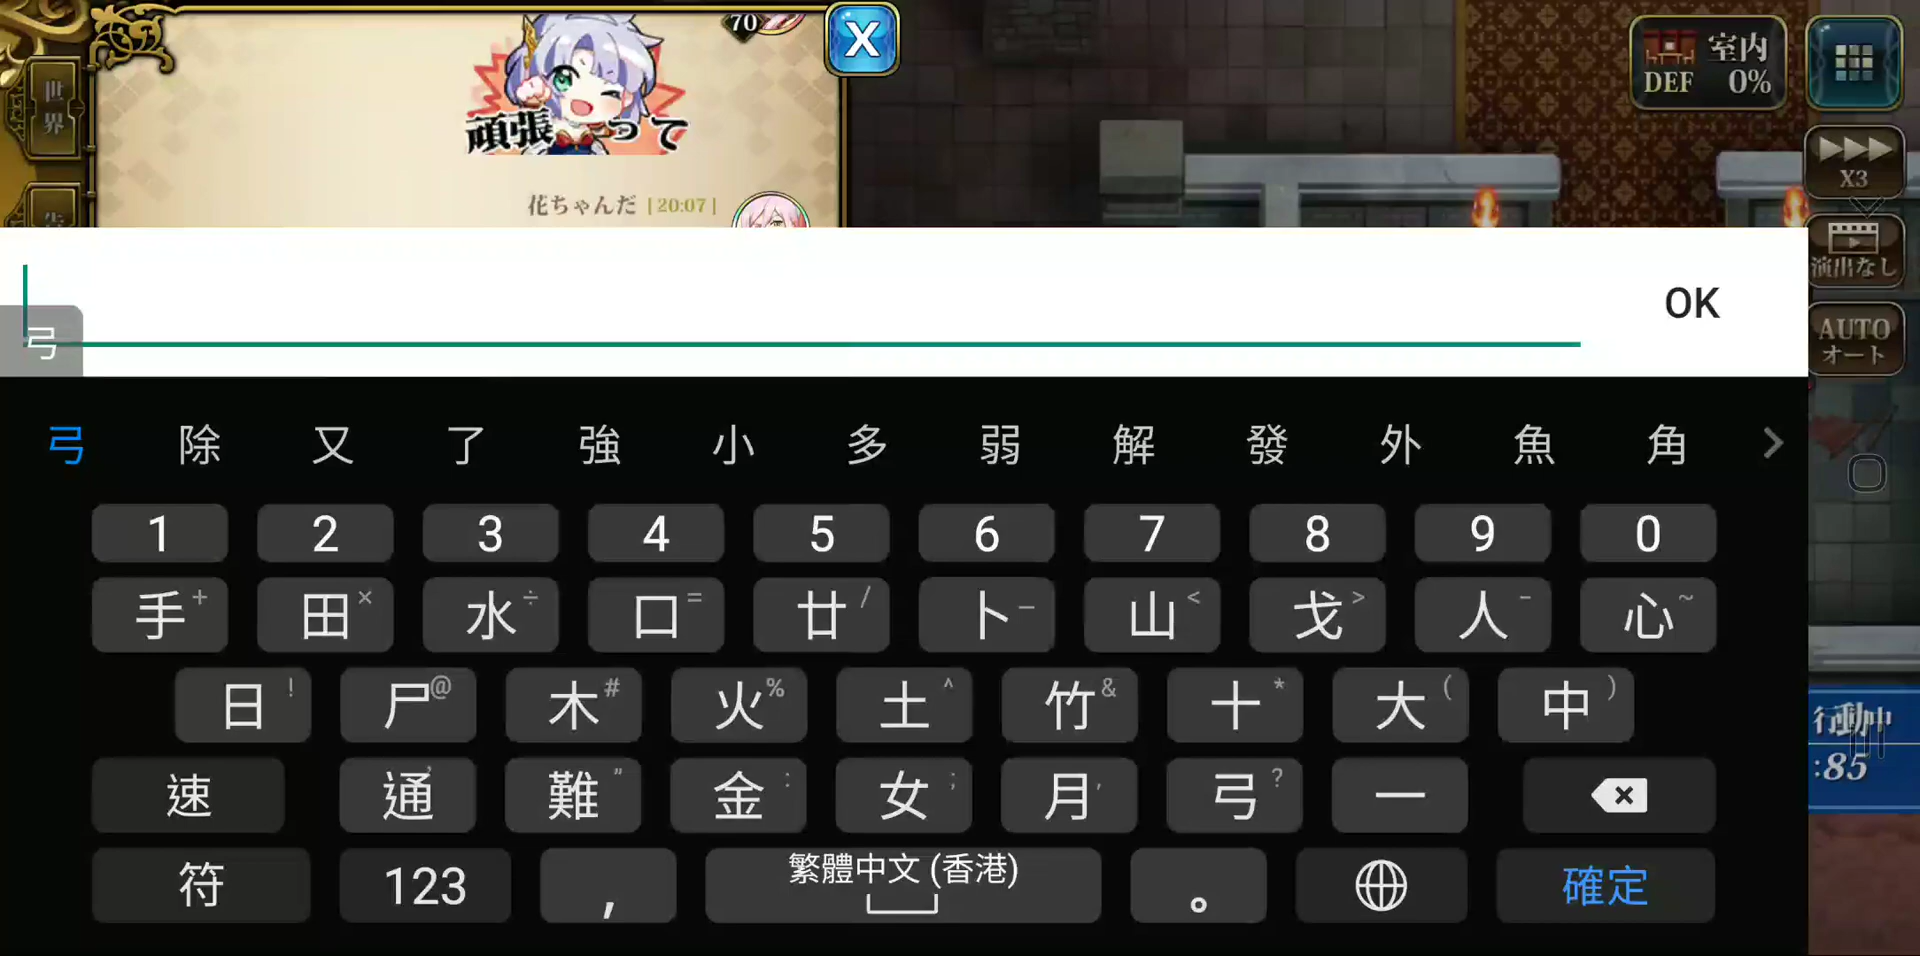 70
X
頑張って
世界
花ちゃんだ [20:07]
室内
DEF 0%
X3
演出なし
AUTO
オート
行動中
:85
OK
弓
弓 除 又 了 強 小 多 弱 解 發 外 魚 角 >
1 2 3 4 5 6 7 8 9 0
手 + 田 × 水 ÷ 口 = 廿 / 卜 − 山 < 戈 > 人 - 心 ~
日 ! 尸 @ 木 # 火 % 土 ^ 竹 & 十 * 大 ( 中 )
速 通 ' 難 " 金 : 女 ; 月 , 弓 ? 一
符 123 , 繁體中文 (香港) 。 確定